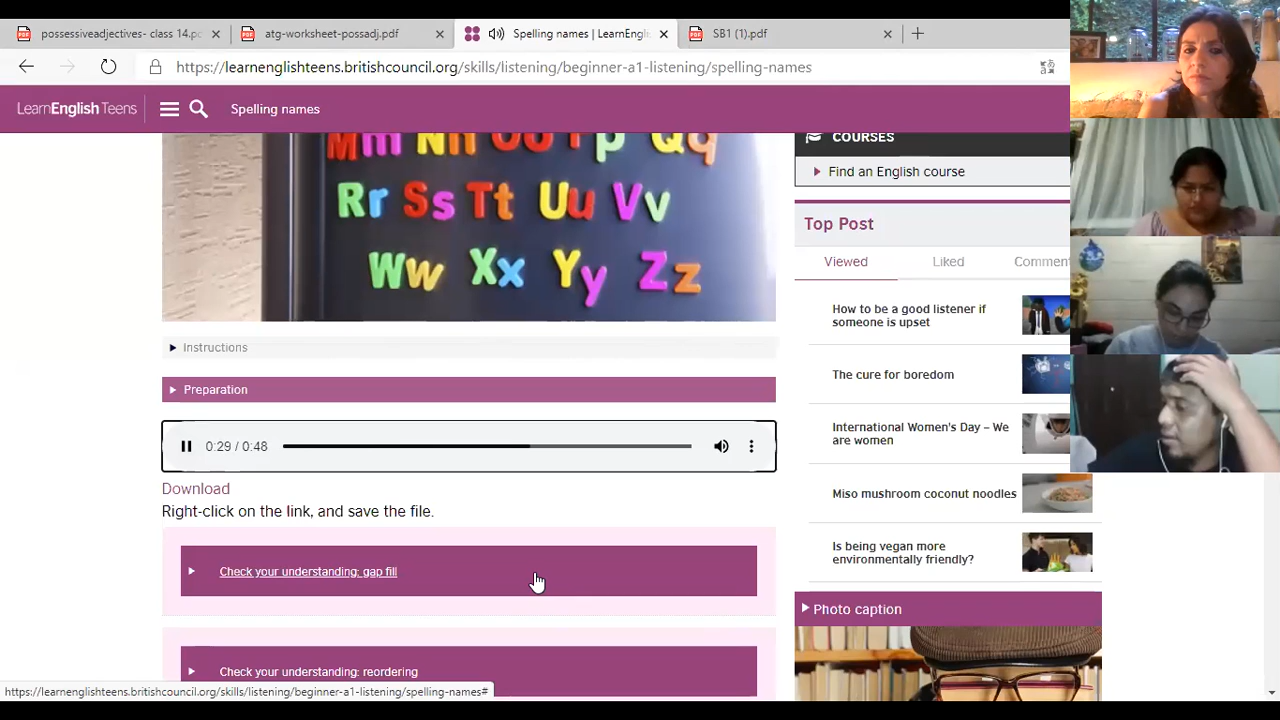 possessiveadjectives- class 14.pc
atg-worksheet-possadj.pdf
Spelling names | LearnEngl
SB1 (1).pdf
https://learnenglishteens.britishcouncil.org/skills/listening/beginner-a1-listening/spelling-names
LearnEnglish Teens
Spelling names
Mm Nn Oo Pp Qq
Rr Ss Tt Uu Vv
Ww Xx Yy Zz
Instructions
Preparation
0:29 / 0:48
Download
Right-click on the link, and save the file.
Check your understanding: gap fill
Check your understanding: reordering
https://learnenglishteens.britishcouncil.org/skills/listening/beginner-a1-listening/spelling-names#
COURSES
Find an English course
Top Post
Viewed
Liked
Comment
How to be a good listener if
someone is upset
The cure for boredom
International Women's Day – We
are women
Miso mushroom coconut noodles
Is being vegan more
environmentally friendly?
Photo caption